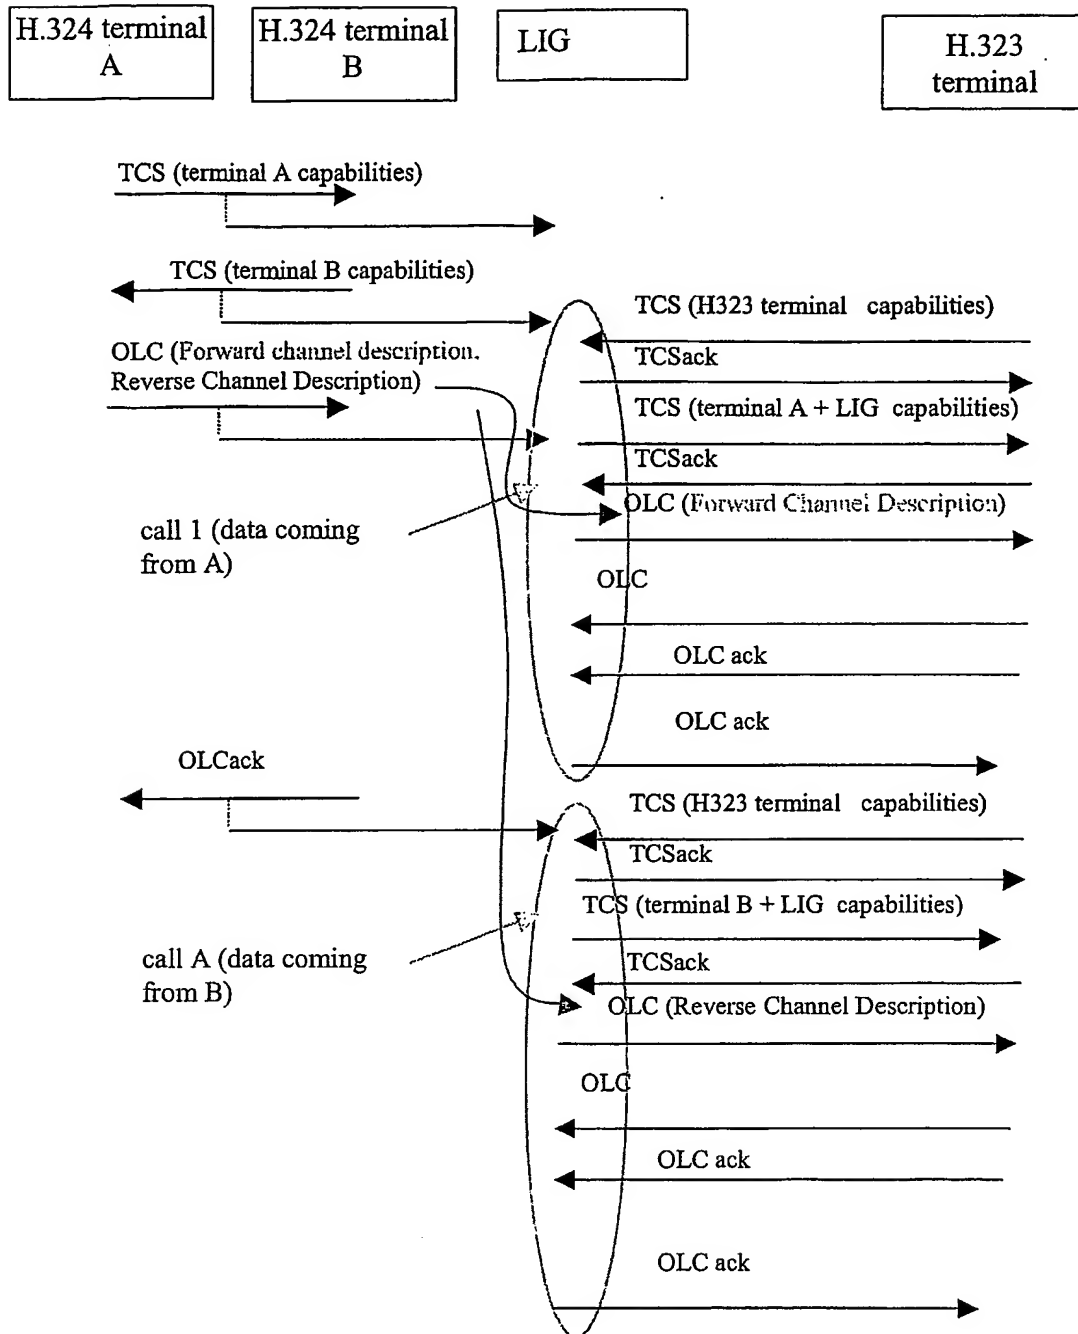 H.324 terminal
A
H.324 terminal
B
LIG
H.323
terminal
TCS (terminal A capabilities)
TCS (terminal B capabilities)
TCS (H323 terminal capabilities)
OLC (Forward channel description.
Reverse Channel Description)
TCSack
TCS (terminal A + LIG capabilities)
TCSack
OLC (Forward Channel Description)
call 1 (data coming
from A)
OLC
OLC ack
OLC ack
OLCack
TCS (H323 terminal capabilities)
TCSack
TCS (terminal B + LIG capabilities)
call A (data coming
from B)
TCSack
OLC (Reverse Channel Description)
OLC
OLC ack
OLC ack